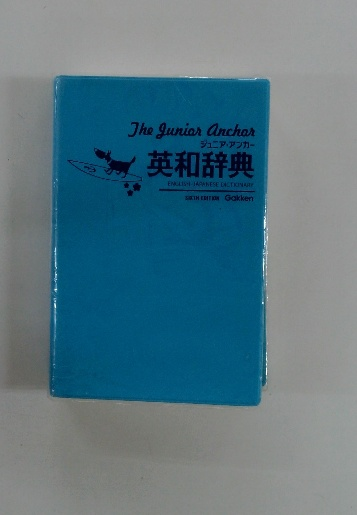 The Junior Anchor
ジュニア・アンカー
英和辞典
ENGLISH-JAPANESE DICTIONARY
SIXTH EDITION Gakken